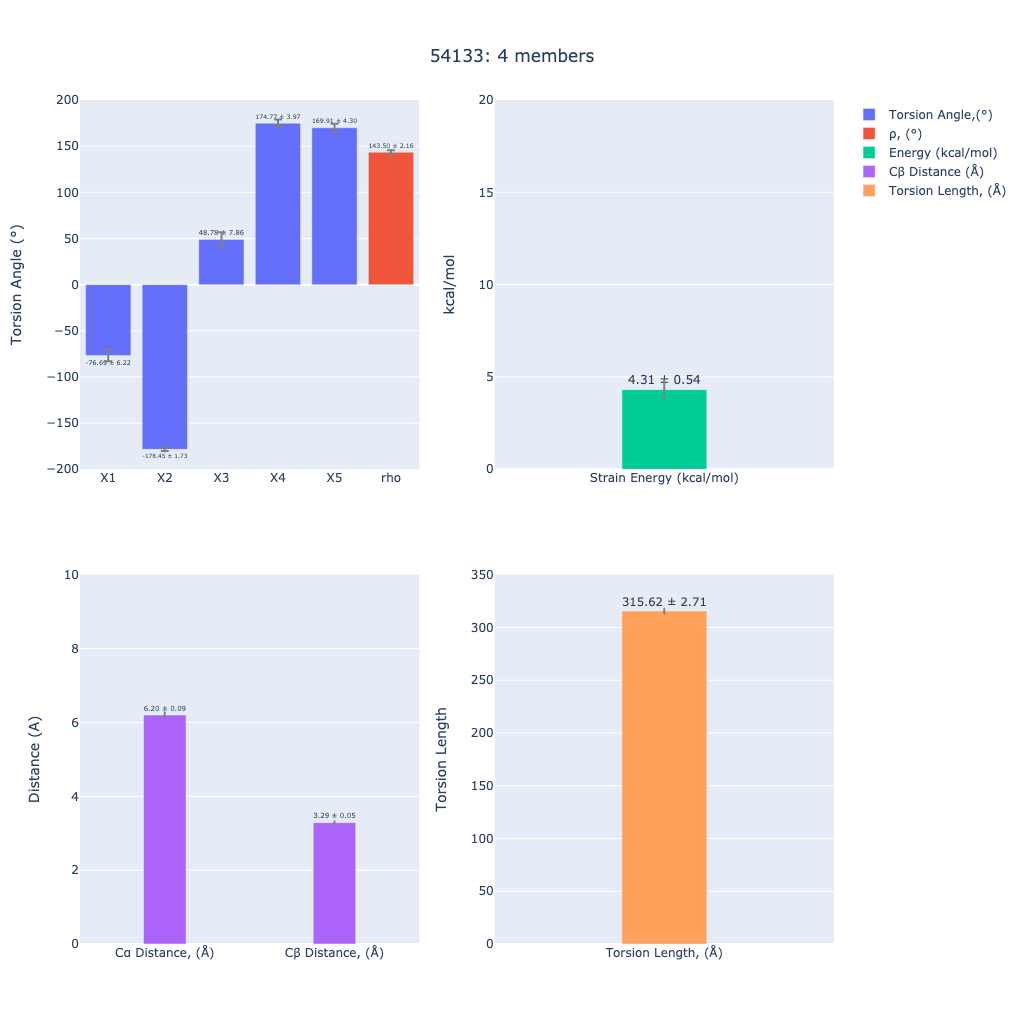 54133: 4 members
200
150
100
50
0
−50
−100
−150
−200
Torsion Angle (°)
-76.69 ± 6.22
-178.45 ± 1.73
48.78 ± 7.86
174.77 ± 3.97
169.91 ± 4.30
143.50 ± 2.16
X1 X2 X3 X4 X5 rho
20
15
10
5
0
kcal/mol
4.31 ± 0.54
Strain Energy (kcal/mol)
Torsion Angle,(°)
ρ, (°)
Energy (kcal/mol)
Cβ Distance (Å)
Torsion Length, (Å)
10
8
6
4
2
0
Distance (A)
6.20 ± 0.09
3.29 ± 0.05
Cα Distance, (Å) Cβ Distance, (Å)
350
300
250
200
150
100
50
0
Torsion Length
315.62 ± 2.71
Torsion Length, (Å)